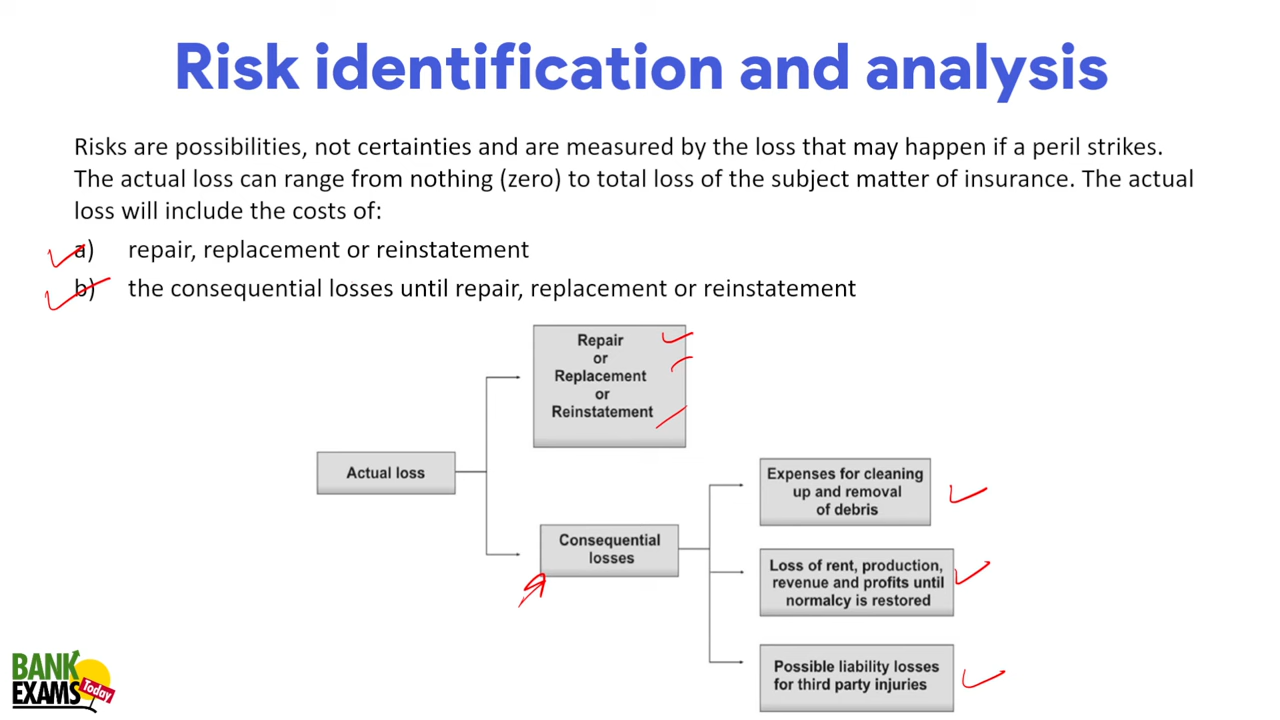 Risk identification and analysis
Risks are possibilities, not certainties and are measured by the loss that may happen if a peril strikes.
The actual loss can range from nothing (zero) to total loss of the subject matter of insurance. The actual
loss will include the costs of:
a) repair, replacement or reinstatement
b) the consequential losses until repair, replacement or reinstatement
Repair
or
Replacement
or
Reinstatement
Actual loss
Consequential
losses
Expenses for cleaning
up and removal
of debris
Loss of rent, production,
revenue and profits until
normalcy is restored
Possible liability losses
for third party injuries
BANK
EXAMS
Today